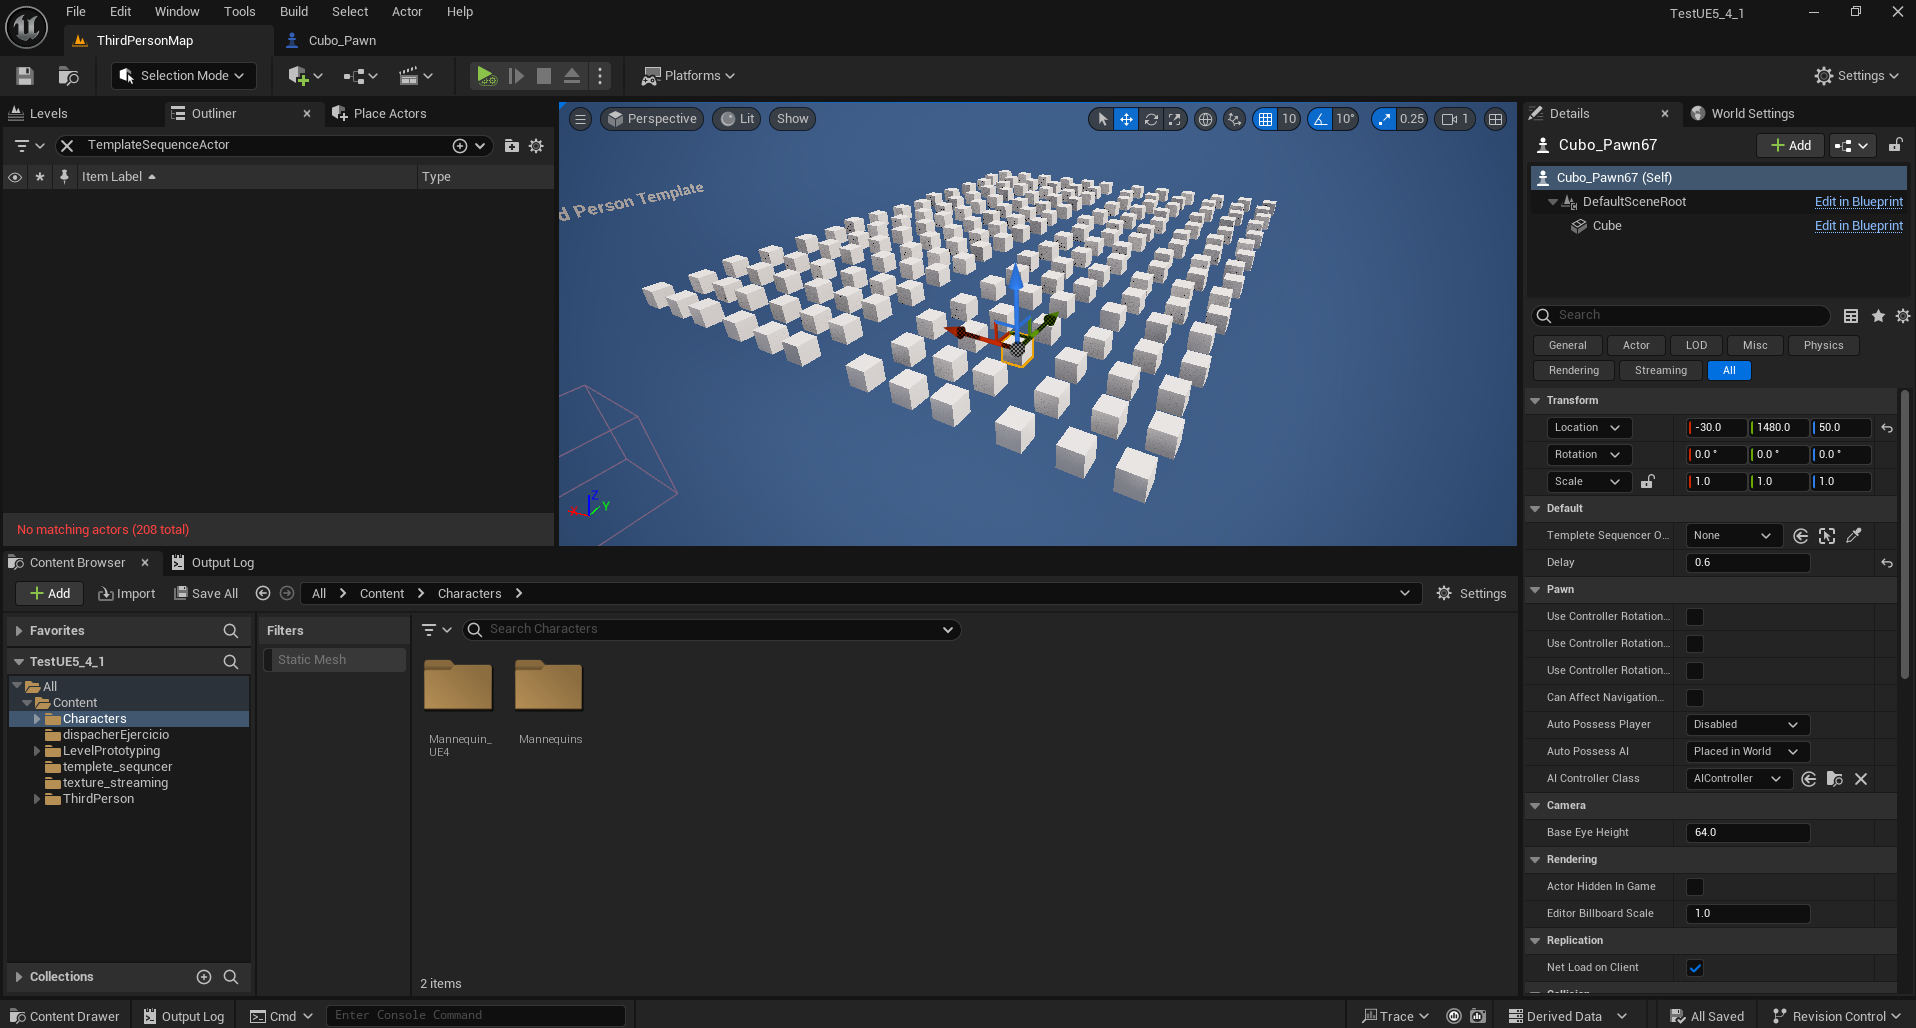 File Edit Window Tools Build Select Actor Help
TestUE5_4_1
ThirdPersonMap
Cubo_Pawn
Selection Mode
Platforms
Settings
Levels
Outliner
Place Actors
TemplateSequenceActor
Item Label
Type
No matching actors (208 total)
Perspective
Lit
Show
10
10°
0.25
1
d Person Template
X
Z
Y
Details
World Settings
Cubo_Pawn67
Add
Cubo_Pawn67 (Self)
DefaultSceneRoot
Edit in Blueprint
Cube
Edit in Blueprint
Search
General Actor LOD Misc Physics
Rendering Streaming All
Transform
Location -30.0 1480.0 50.0
Rotation 0.0 ° 0.0 ° 0.0 °
Scale 1.0 1.0 1.0
Default
Templete Sequencer O... None
Delay 0.6
Pawn
Use Controller Rotation...
Use Controller Rotation...
Use Controller Rotation...
Can Affect Navigation...
Auto Possess Player Disabled
Auto Possess AI Placed in World
AI Controller Class AIController
Camera
Base Eye Height 64.0
Rendering
Actor Hidden In Game
Editor Billboard Scale 1.0
Replication
Net Load on Client
Collision
Content Browser
Output Log
Add
Import
Save All
All > Content > Characters >
Settings
Favorites
TestUE5_4_1
All
Content
Characters
dispacherEjercicio
LevelPrototyping
templete_sequncer
texture_streaming
ThirdPerson
Collections
Filters
Static Mesh
Search Characters
Mannequin_
UE4
Mannequins
2 items
Content Drawer
Output Log
Cmd
Enter Console Command
Trace
Derived Data
All Saved
Revision Control